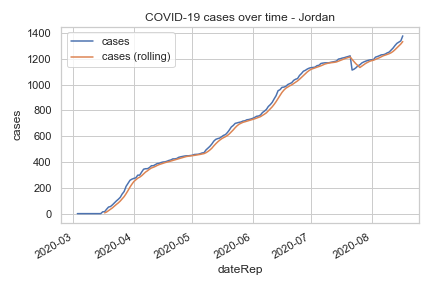 COVID-19 cases over time - Jordan
cases
cases (rolling)
1400
1200
1000
800
600
400
200
0
cases
2020-03
2020-04
2020-05
2020-06
2020-07
2020-08
dateRep